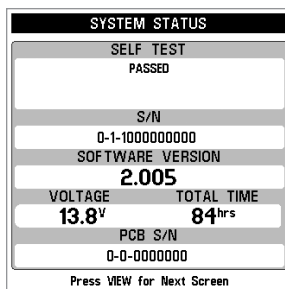 SYSTEM STATUS
SELF TEST
PASSED
S/N
0-1-1000000000
SOFTWARE VERSION
2.005
VOLTAGE TOTAL TIME
13.8V 84hrs
PCB S/N
0-0-0000000
Press VIEW for Next Screen